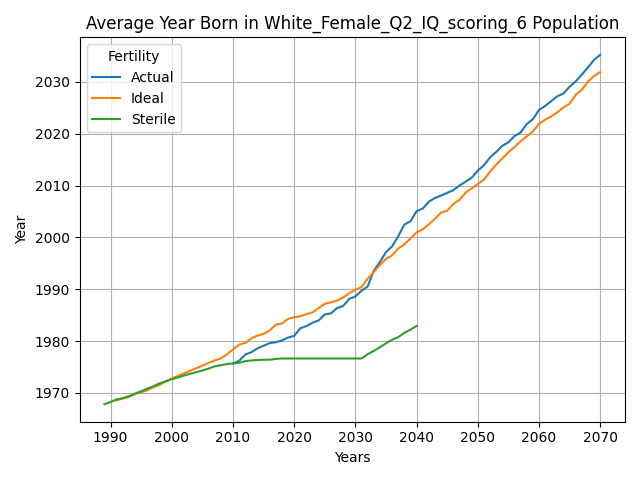 Average Year Born in White_Female_Q2_IQ_scoring_6 Population
Fertility
Actual
Ideal
Sterile
Year
2030
2020
2010
2000
1990
1980
1970
1990 2000 2010 2020 2030 2040 2050 2060 2070
Years